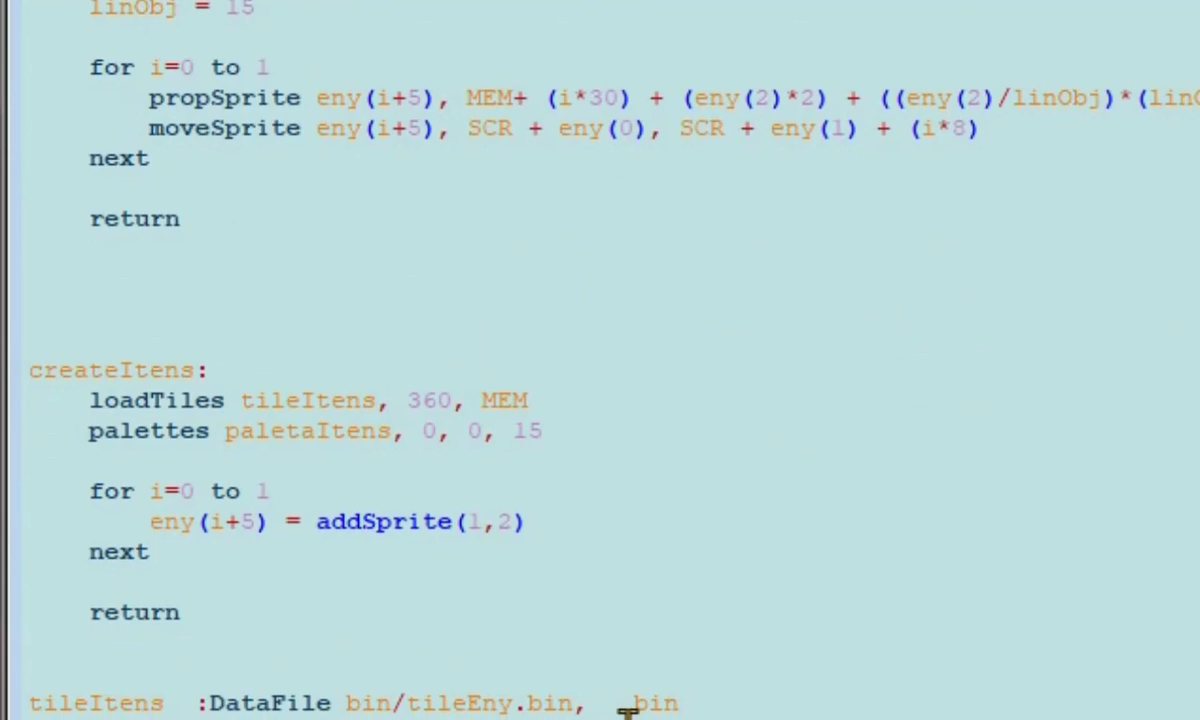 linObj = 15
for i=0 to 1
propSprite eny(i+5), MEM+ (i*30) + (eny(2)*2) + ((eny(2)/linObj)*(lin
moveSprite eny(i+5), SCR + eny(0), SCR + eny(1) + (i*8)
next
return
createItens:
loadTiles tileItens, 360, MEM
palettes paletaItens, 0, 0, 15
for i=0 to 1
eny(i+5) = addSprite(1,2)
next
return
tileItens :DataFile bin/tileEny.bin, bin